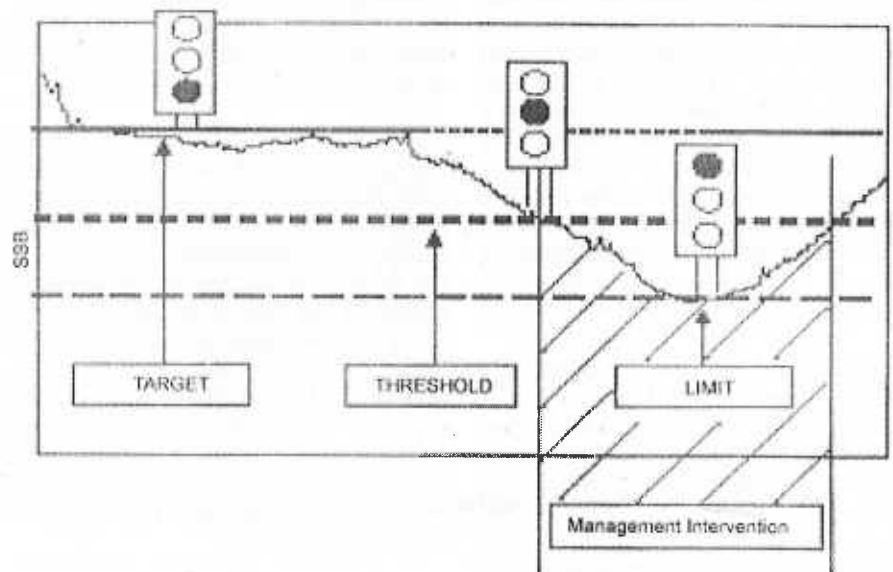 SSB
TARGET
THRESHOLD
LIMIT
Management Intervention